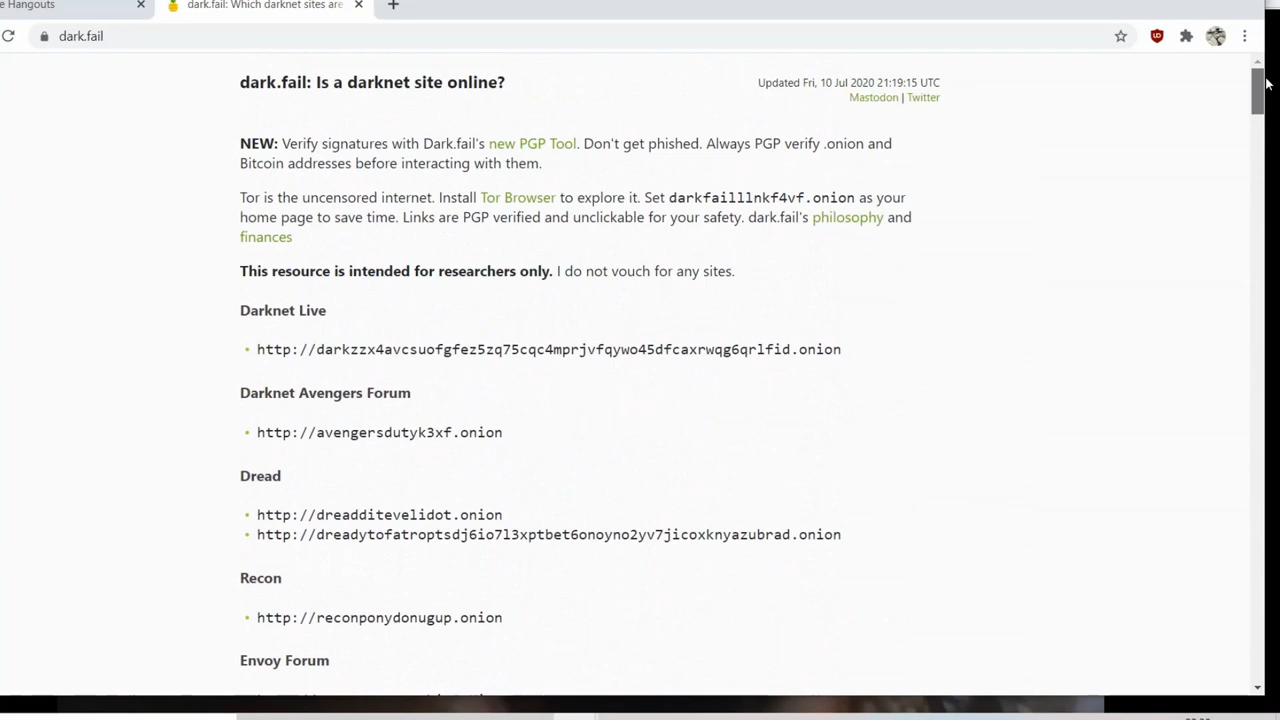 e Hangouts
dark.fail: Which darknet sites are
dark.fail
dark.fail: Is a darknet site online?
Updated Fri, 10 Jul 2020 21:19:15 UTC
Mastodon | Twitter
NEW: Verify signatures with Dark.fail's new PGP Tool. Don't get phished. Always PGP verify .onion and
Bitcoin addresses before interacting with them.
Tor is the uncensored internet. Install Tor Browser to explore it. Set darkfailllnkf4vf.onion as your
home page to save time. Links are PGP verified and unclickable for your safety. dark.fail's philosophy and
finances
This resource is intended for researchers only. I do not vouch for any sites.
Darknet Live
http://darkzzx4avcsuofgfez5zq75cqc4mprjvfqywo45dfcaxrwqg6qrlfid.onion
Darknet Avengers Forum
http://avengersdutyk3xf.onion
Dread
http://dreadditevelidot.onion
http://dreadytofatroptsdj6io7l3xptbet6onoyno2yv7jicoxknyazubrad.onion
Recon
http://reconponydonugup.onion
Envoy Forum